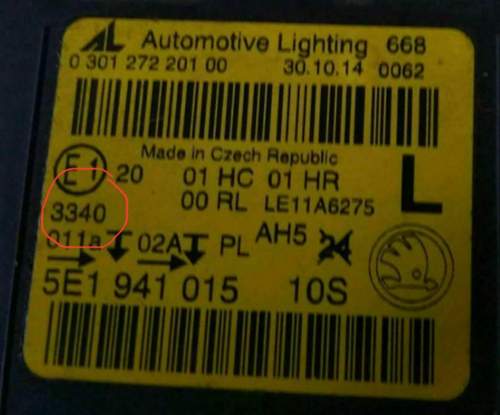 AL Automotive Lighting 668
0 301 272 201 00 30.10.14 0062
Made in Czech Republic
E1 20 01 HC 01 HR L
3340 00 RL LE11A6275
011a 02A PL AH5 24
5E1 941 015 10S